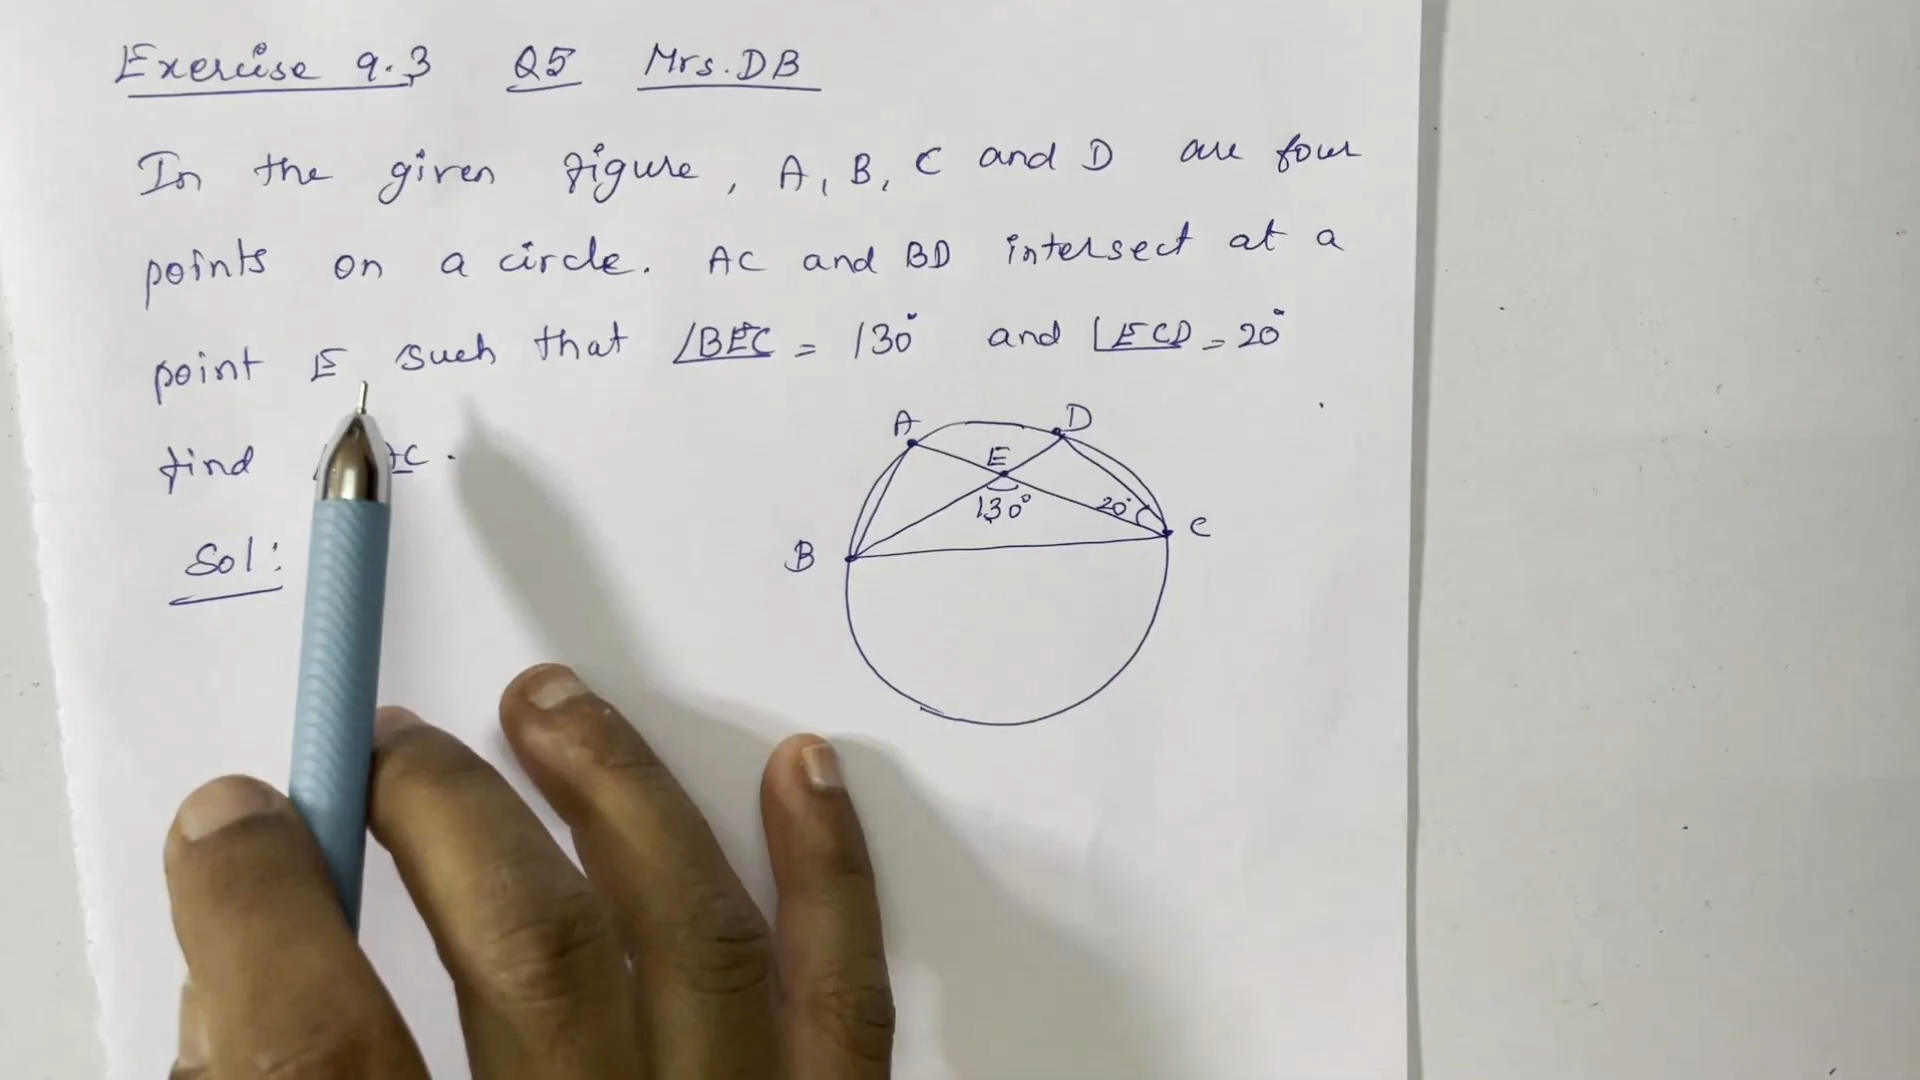 Exercise 9.3 Q5 Mrs.DB
In the given figure, A, B, C and D are four
points on a circle. AC and BD intersect at a
point E such that ∠BEC = 130° and ∠ECD = 20°
find C.
Sol:
A
D
E
130°
20°
B
C